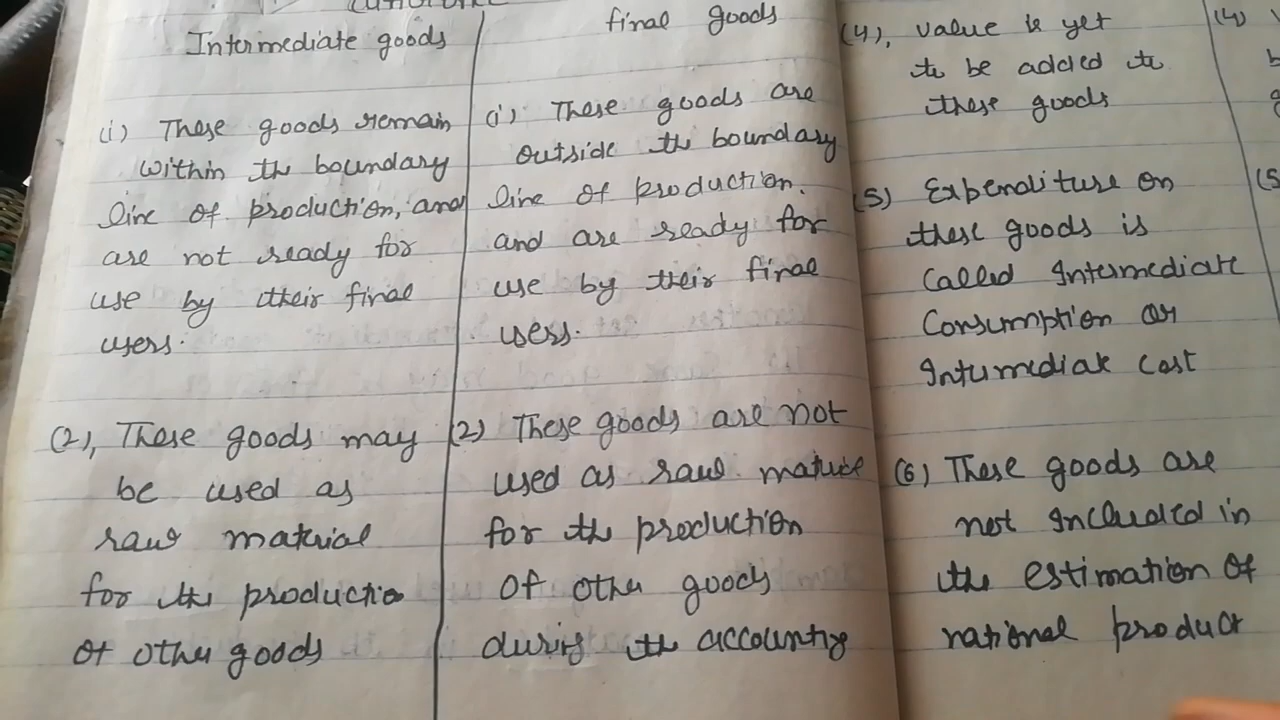 Intermediate goods
(i) These goods remain
within the boundary
line of production, and
are not ready for
use by their final
users.
(2), These goods may
be used as
raw material
for the productio
of other goods
final goods
(i) These goods are
outside the boundary
line of production.
and are ready for
use by their final
users.
(2) These goods are not
used as raw
for the production
of other goods
during the accounting
(4), value is yet
to be added to
these goods
(5) Expenditure on
these goods is
Called Intermediate
Consumption or
Intermediate Cost
(6) These goods are
not Included in
the estimation of
national product
(4)
(5